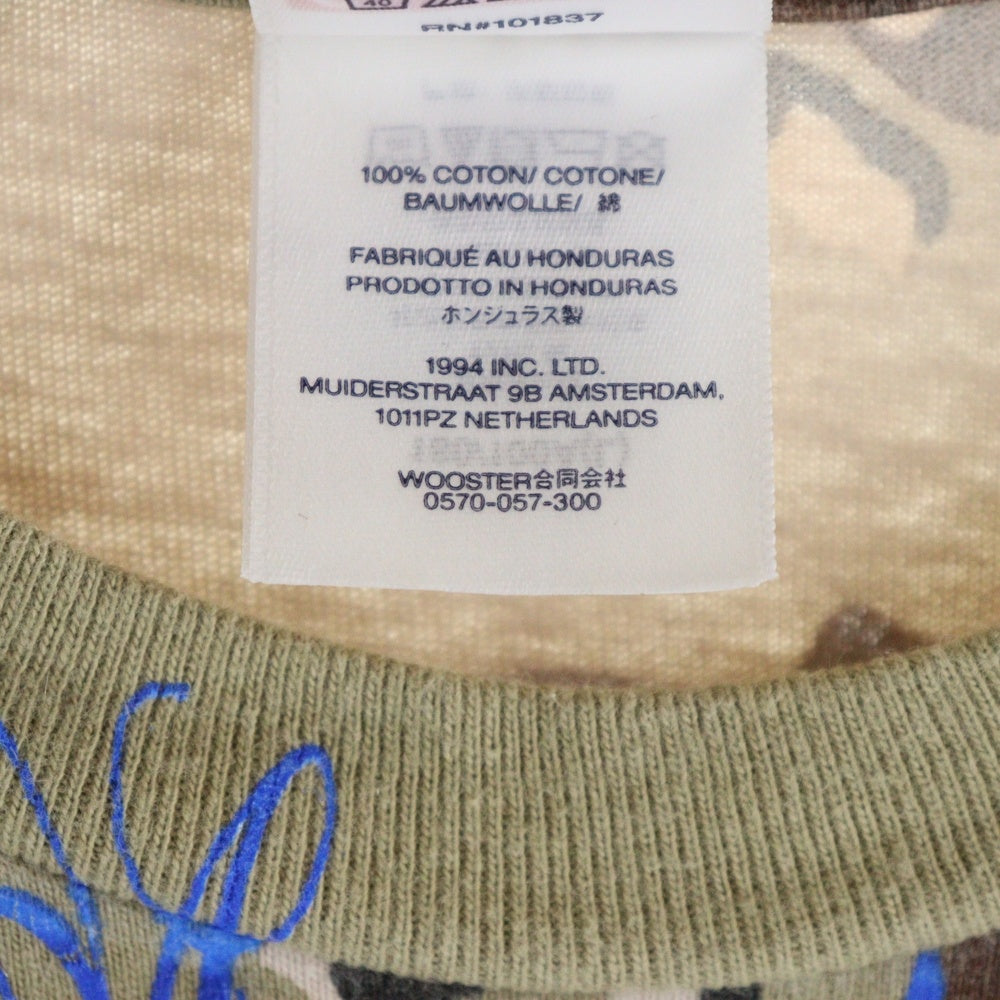 40
RN#101837
100% COTON/ COTONE/
BAUMWOLLE/ 綿
FABRIQUÉ AU HONDURAS
PRODOTTO IN HONDURAS
ホンジュラス製
1994 INC. LTD.
MUIDERSTRAAT 9B AMSTERDAM,
1011PZ NETHERLANDS
WOOSTER合同会社
0570-057-300